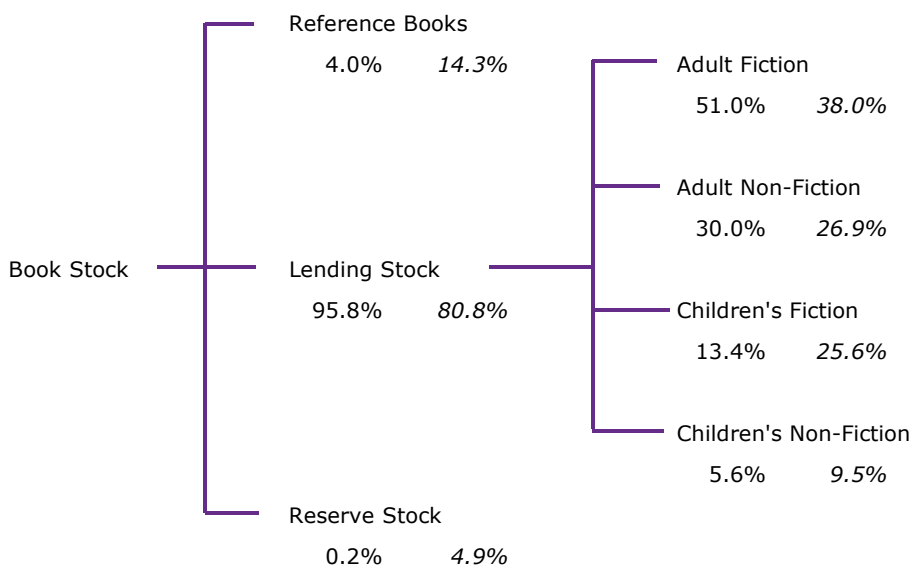 Reference Books
4.0% 14.3%
Adult Fiction
51.0% 38.0%
Adult Non-Fiction
30.0% 26.9%
Book Stock
Lending Stock
95.8% 80.8%
Children's Fiction
13.4% 25.6%
Children's Non-Fiction
5.6% 9.5%
Reserve Stock
0.2% 4.9%